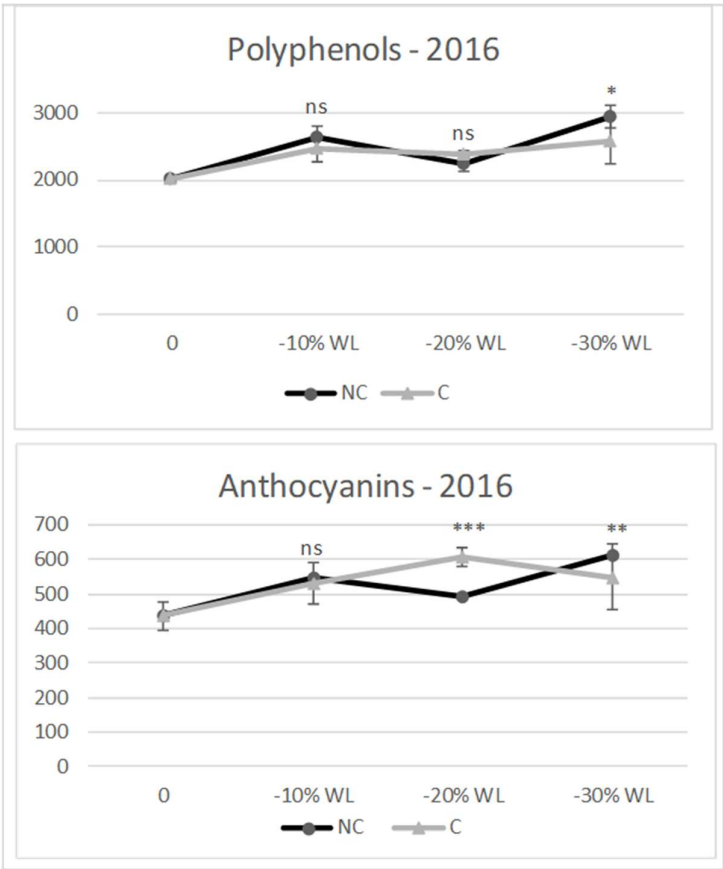 Polyphenols - 2016
*
ns
ns
3000
2000
1000
0
0 -10% WL -20% WL -30% WL
NC C
Anthocyanins - 2016
700
*** **
600
ns
500
400
300
200
100
0
0 -10% WL -20% WL -30% WL
NC C